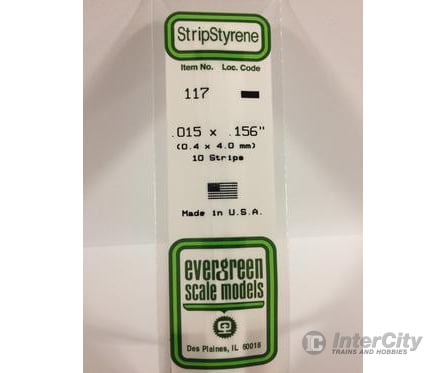 StripStyrene
Item No. Loc. Code
117
.015 x .156"
(0.4 x 4.0 mm)
10 Strips
Made in U.S.A.
evergreen
scale models
Des Plaines, IL 60018
IC InterCity
TRAINS AND HOBBIES